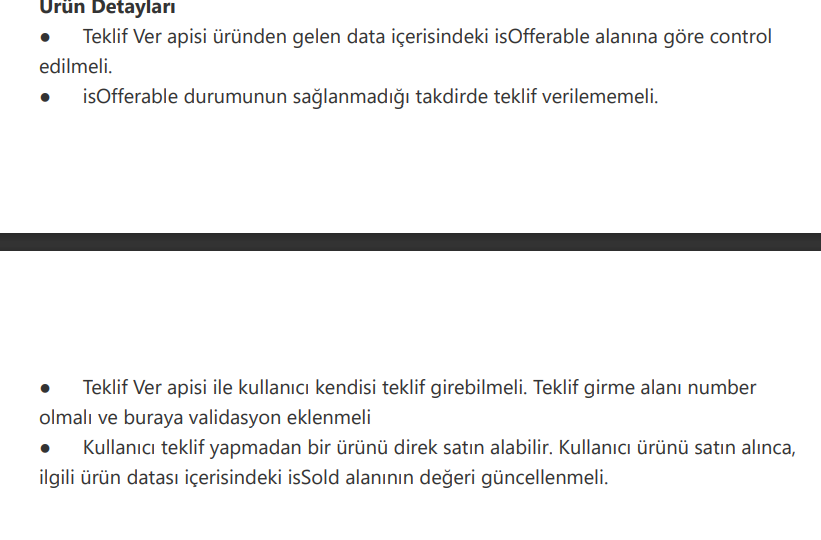 Ürün Detayları
● Teklif Ver apisi üründen gelen data içerisindeki isOfferable alanına göre control
edilmeli.
● isOfferable durumunun sağlanmadığı takdirde teklif verilememeli.
● Teklif Ver apisi ile kullanıcı kendisi teklif girebilmeli. Teklif girme alanı number
olmalı ve buraya validasyon eklenmeli
● Kullanıcı teklif yapmadan bir ürünü direk satın alabilir. Kullanıcı ürünü satın alınca,
ilgili ürün datası içerisindeki isSold alanının değeri güncellenmeli.